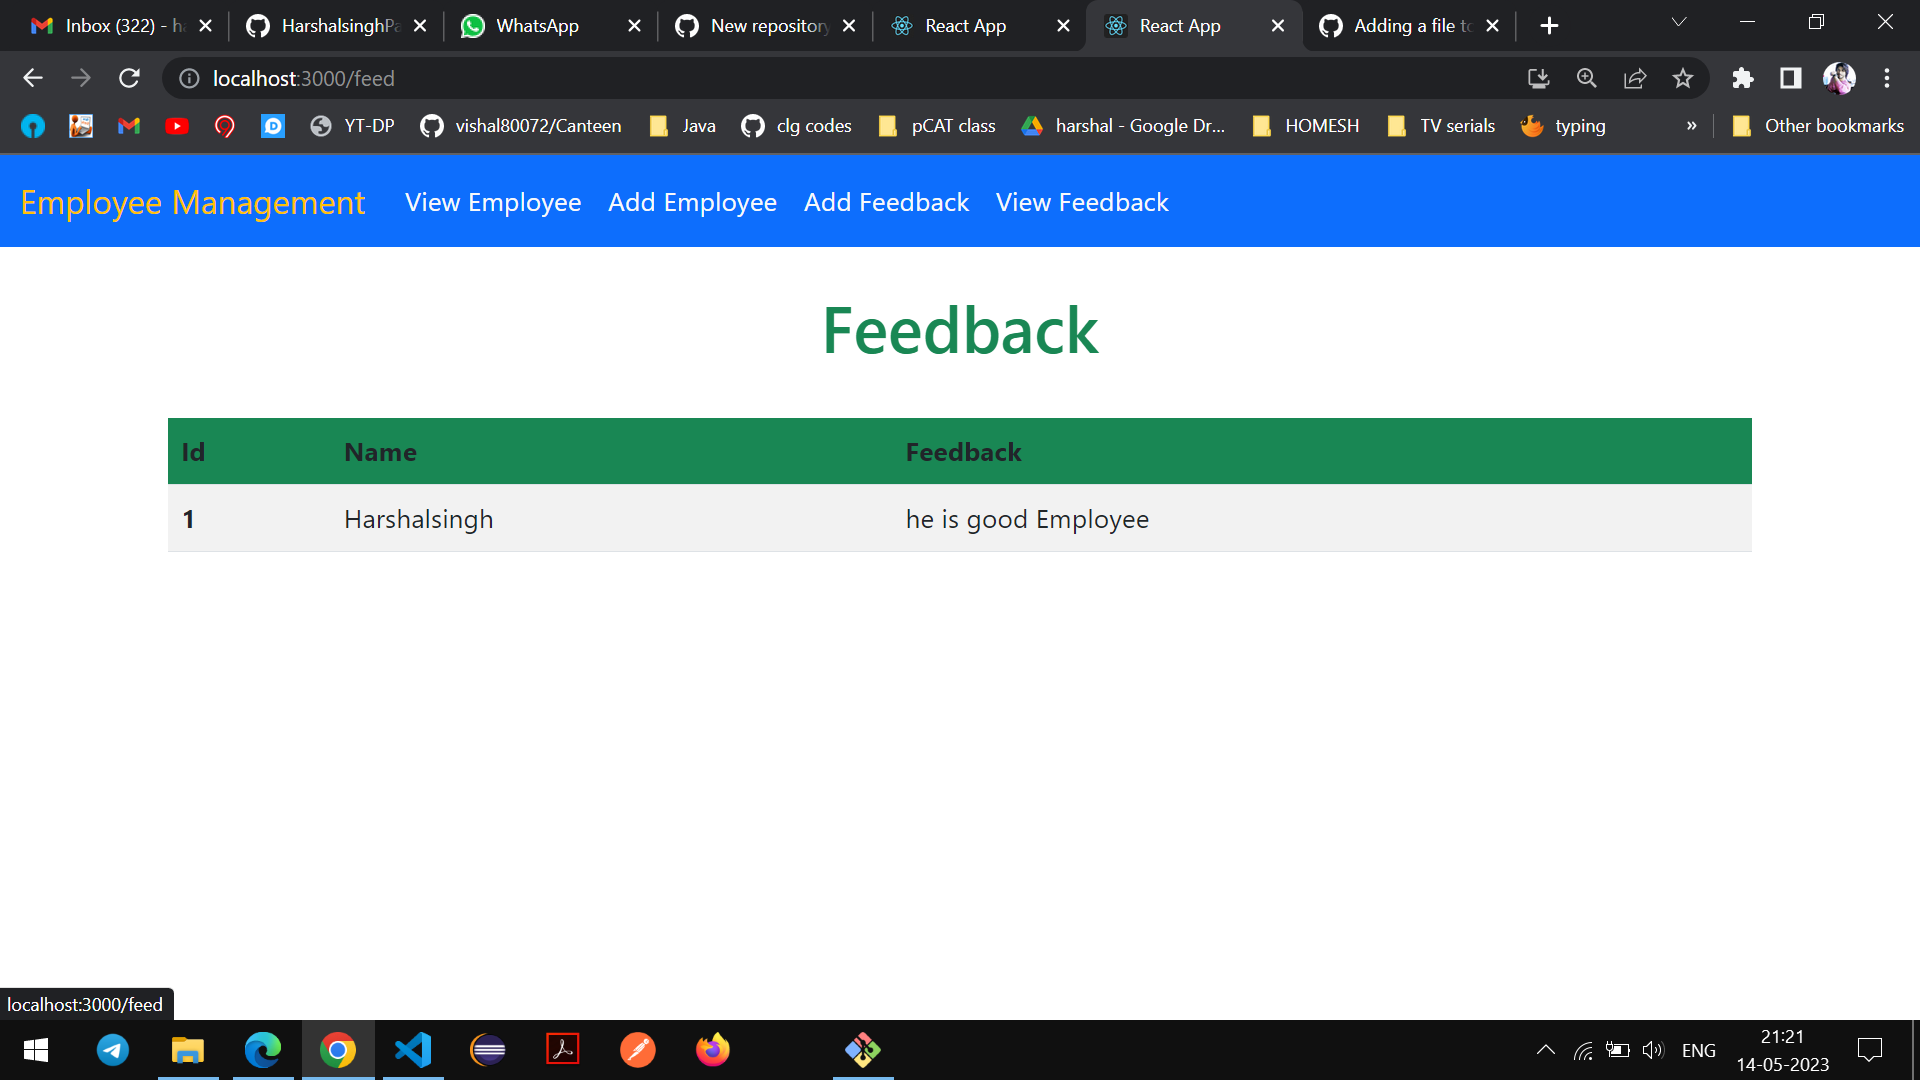 Inbox (322) - ha
HarshalsinghPa
WhatsApp
New repository
React App
React App
Adding a file to
localhost:3000/feed
YT-DP
vishal80072/Canteen
Java
clg codes
pCAT class
harshal - Google Dr...
HOMESH
TV serials
typing
»
Other bookmarks
Employee Management
View Employee
Add Employee
Add Feedback
View Feedback
Feedback
Id Name Feedback
1 Harshalsingh he is good Employee
localhost:3000/feed
ENG
21:21
14-05-2023